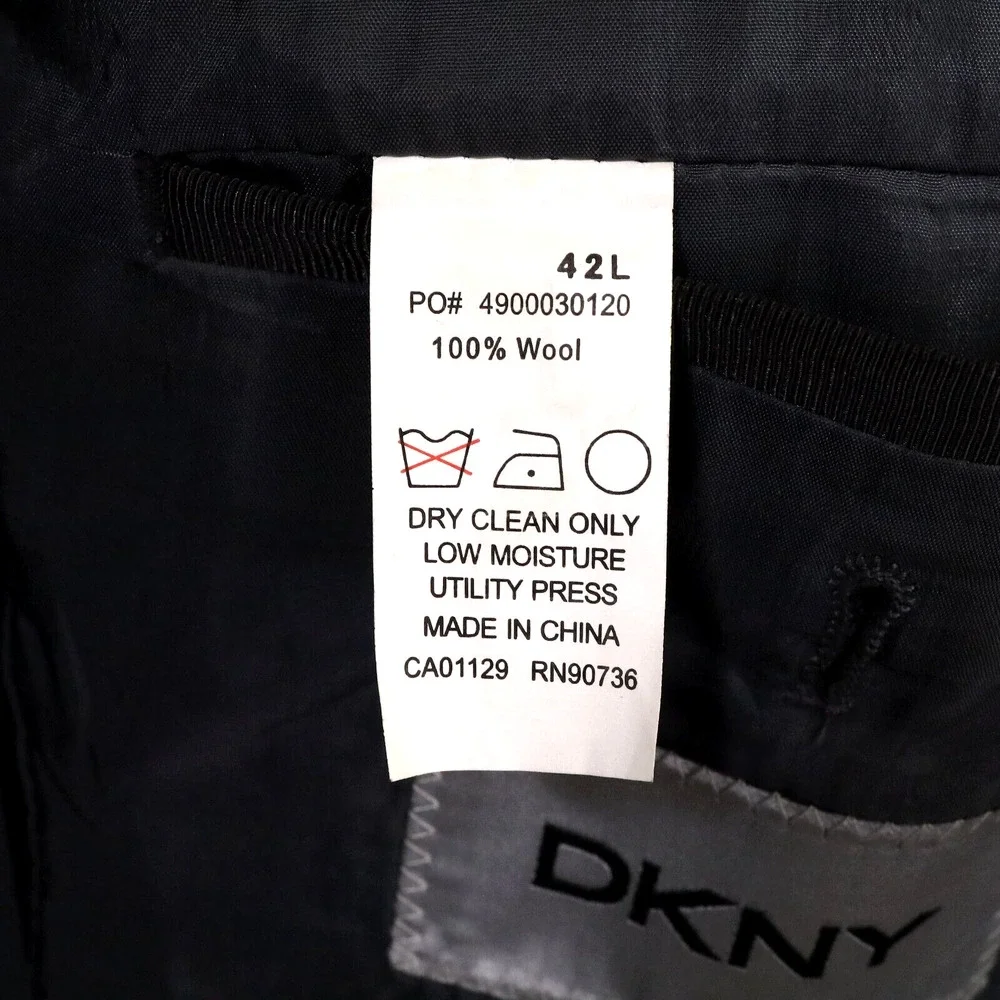 42L
PO# 4900030120
100% Wool
DRY CLEAN ONLY
LOW MOISTURE
UTILITY PRESS
MADE IN CHINA
CA01129 RN90736
DKNY